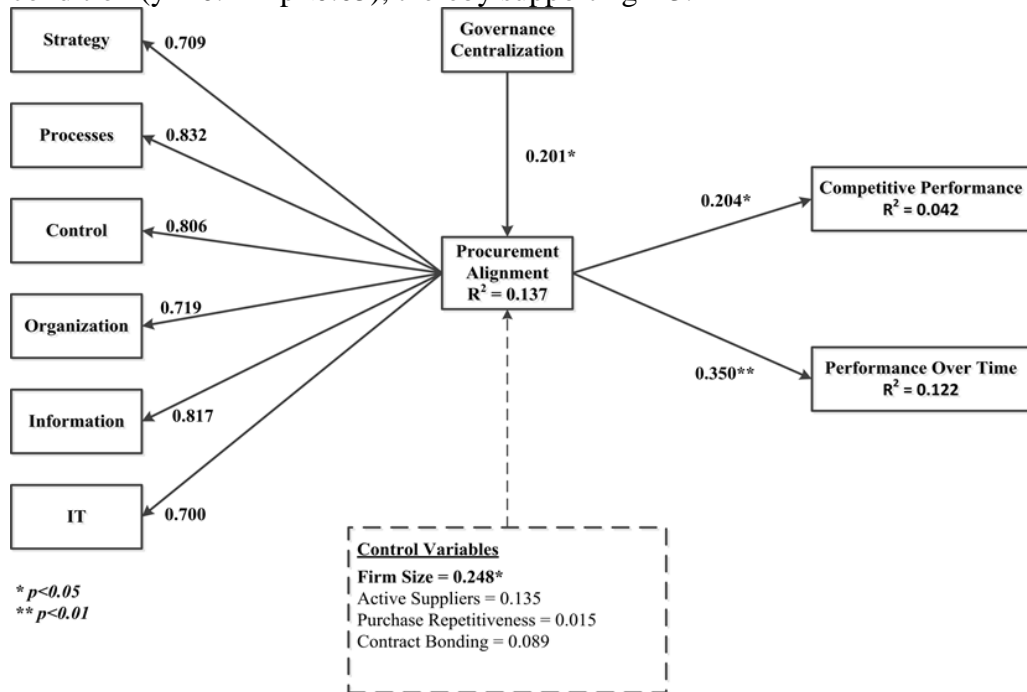 Strategy
0.709
Processes
0.832
Control
0.806
Organization
0.719
Information
0.817
IT
0.700
* p<0.05
** p<0.01
Governance
Centralization
0.201*
Procurement
Alignment
R² = 0.137
Control Variables
Firm Size = 0.248*
Active Suppliers = 0.135
Purchase Repetitiveness = 0.015
Contract Bonding = 0.089
0.204*
Competitive Performance
R² = 0.042
0.350**
Performance Over Time
R² = 0.122